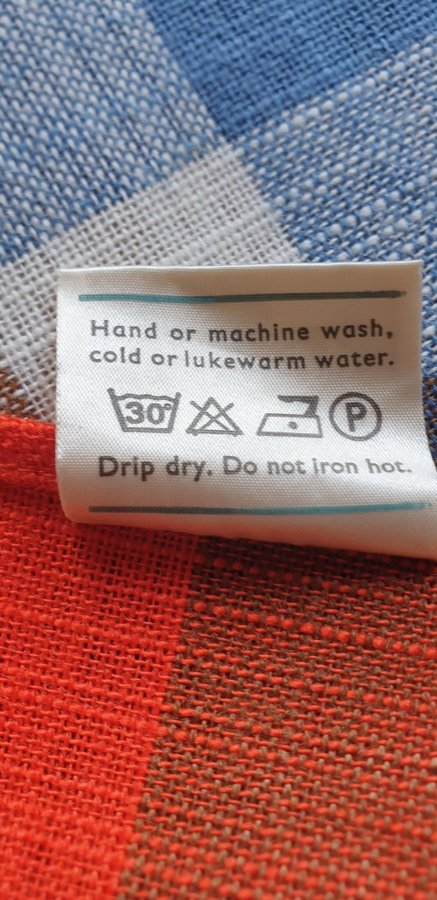 Hand or machine wash,
cold or lukewarm water.
30° P
Drip dry. Do not iron hot.